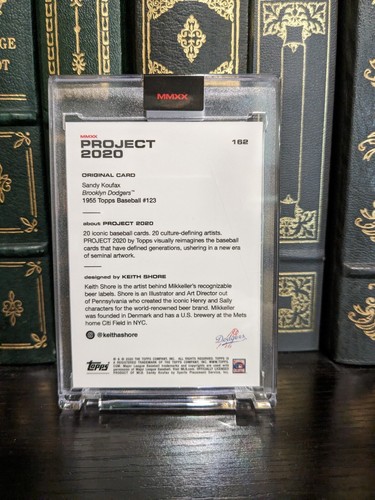 MMXX
MMXX
PROJECT
2020
162
ORIGINAL CARD
Sandy Koufax
Brooklyn Dodgers™
1955 Topps Baseball #123
about PROJECT 2020
20 iconic baseball cards. 20 culture-defining artists.
PROJECT 2020 by Topps visually reimagines the baseball
cards that have defined generations, ushering in a new era
of seminal artwork.
designed by KEITH SHORE
Keith Shore is the artist behind Mikkeller's recognizable
beer labels. Shore is an Illustrator and Art Director out
of Pennsylvania who created the iconic Henry and Sally
characters for the world-renowned beer brand. Mikkeller
was founded in Denmark and has a U.S. brewery at the Mets
home Citi Field in NYC.
@keithashore
Dodgers
Topps